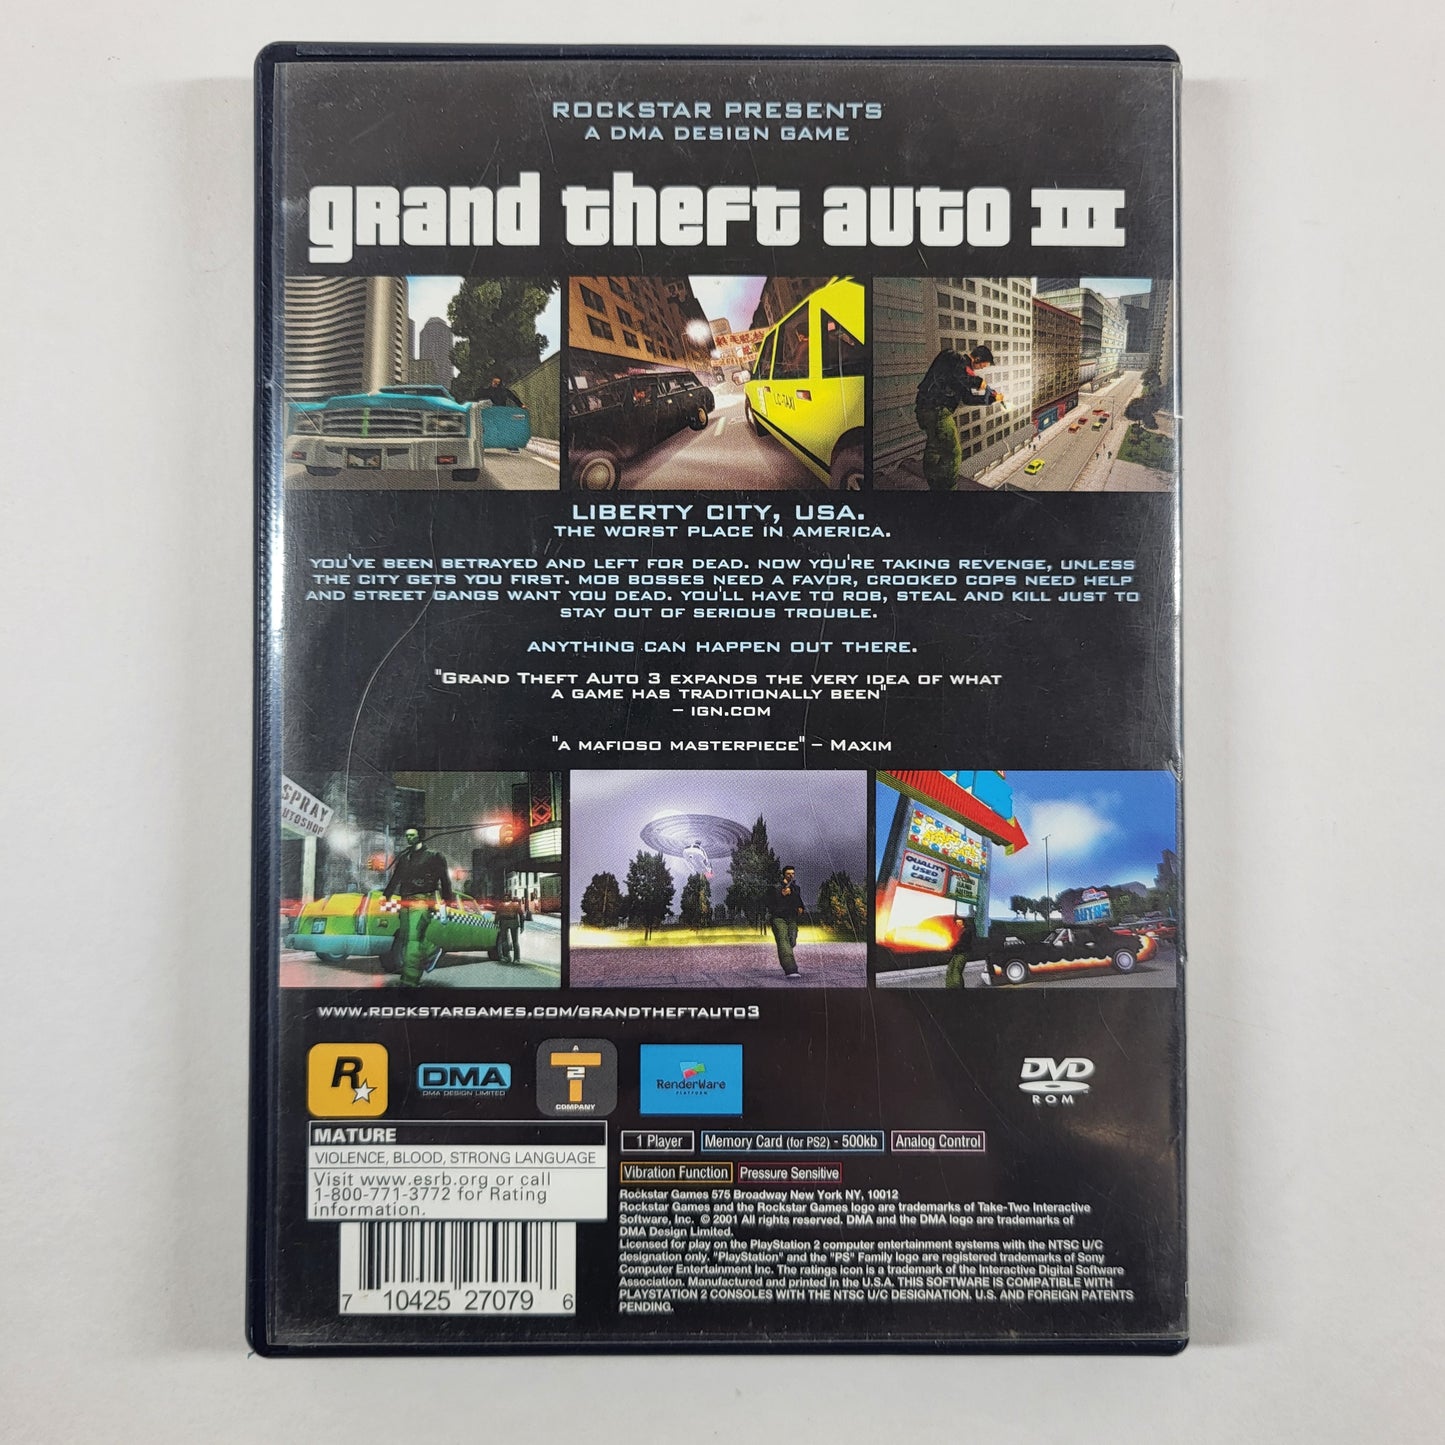 ROCKSTAR PRESENTS
A DMA DESIGN GAME
grand theft auto III
LC-TAXI
LIBERTY CITY, USA.
THE WORST PLACE IN AMERICA.
YOU'VE BEEN BETRAYED AND LEFT FOR DEAD. NOW YOU'RE TAKING REVENGE, UNLESS
THE CITY GETS YOU FIRST. MOB BOSSES NEED A FAVOR, CROOKED COPS NEED HELP
AND STREET GANGS WANT YOU DEAD. YOU'LL HAVE TO ROB, STEAL AND KILL JUST TO
STAY OUT OF SERIOUS TROUBLE.
ANYTHING CAN HAPPEN OUT THERE.
"GRAND THEFT AUTO 3 EXPANDS THE VERY IDEA OF WHAT
A GAME HAS TRADITIONALLY BEEN"
– IGN.COM
"A MAFIOSO MASTERPIECE" – MAXIM
SPRAY
UTOSHOP
QUALITY
USED
CARS
AUTOS
WWW.ROCKSTARGAMES.COM/GRANDTHEFTAUTO3
R
DMA
DMA DESIGN LIMITED
A
T2
COMPANY
RenderWare
PLATFORM
DVD
ROM
MATURE
VIOLENCE, BLOOD, STRONG LANGUAGE
Visit www.esrb.org or call
1-800-771-3772 for Rating
information.
7 10425 27079 6
1 Player
Memory Card (for PS2) - 500kb
Analog Control
Vibration Function
Pressure Sensitive
Rockstar Games 575 Broadway New York NY, 10012
Rockstar Games and the Rockstar Games logo are trademarks of Take-Two Interactive
Software, Inc. © 2001 All rights reserved. DMA and the DMA logo are trademarks of
DMA Design Limited.
Licensed for play on the PlayStation 2 computer entertainment systems with the NTSC U/C
designation only. "PlayStation" and the "PS" Family logo are registered trademarks of Sony
Computer Entertainment Inc. The ratings icon is a trademark of the Interactive Digital Software
Association. Manufactured and printed in the U.S.A. THIS SOFTWARE IS COMPATIBLE WITH
PLAYSTATION 2 CONSOLES WITH THE NTSC U/C DESIGNATION. U.S. AND FOREIGN PATENTS
PENDING.